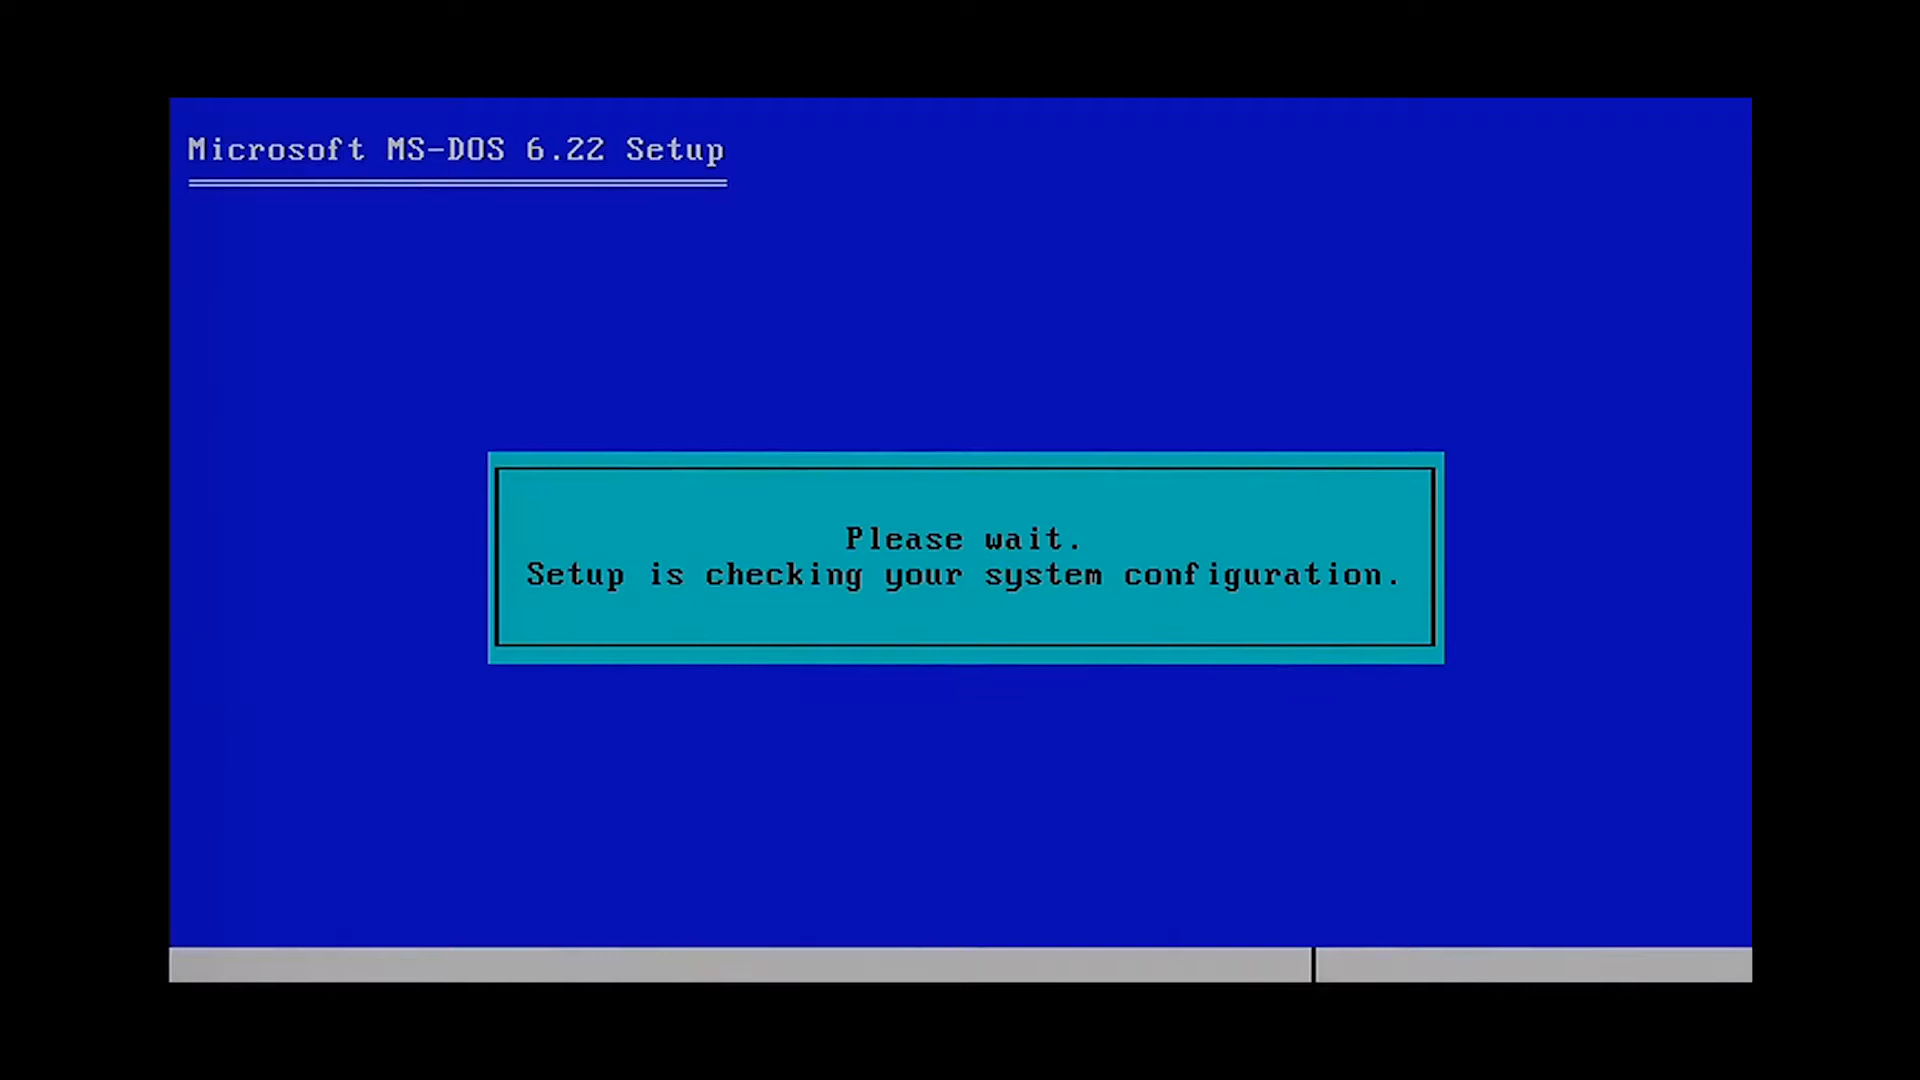 Microsoft MS-DOS 6.22 Setup
Please wait.
Setup is checking your system configuration.